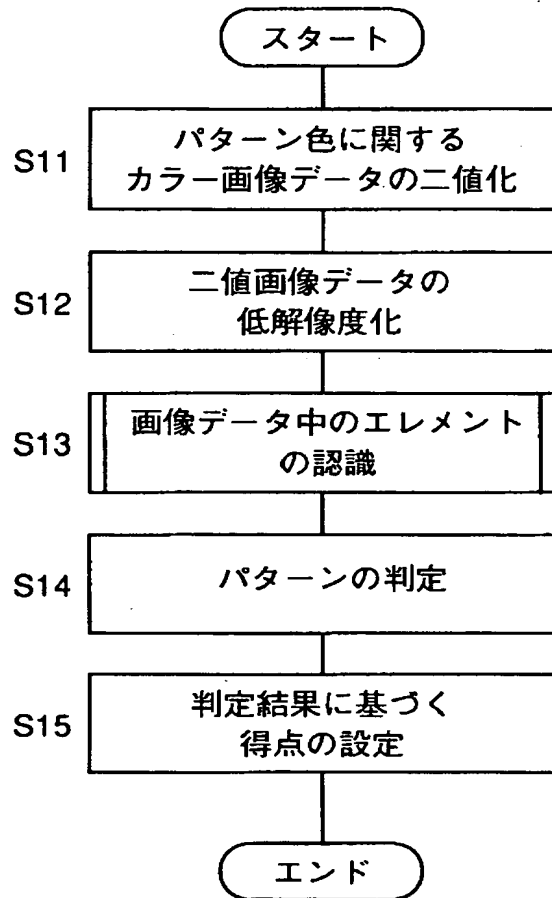 スタート
S11
パターン色に関する
カラー画像データの二値化
S12
二値画像データの
低解像度化
S13
画像データ中のエレメント
の認識
S14
パターンの判定
S15
判定結果に基づく
得点の設定
エンド